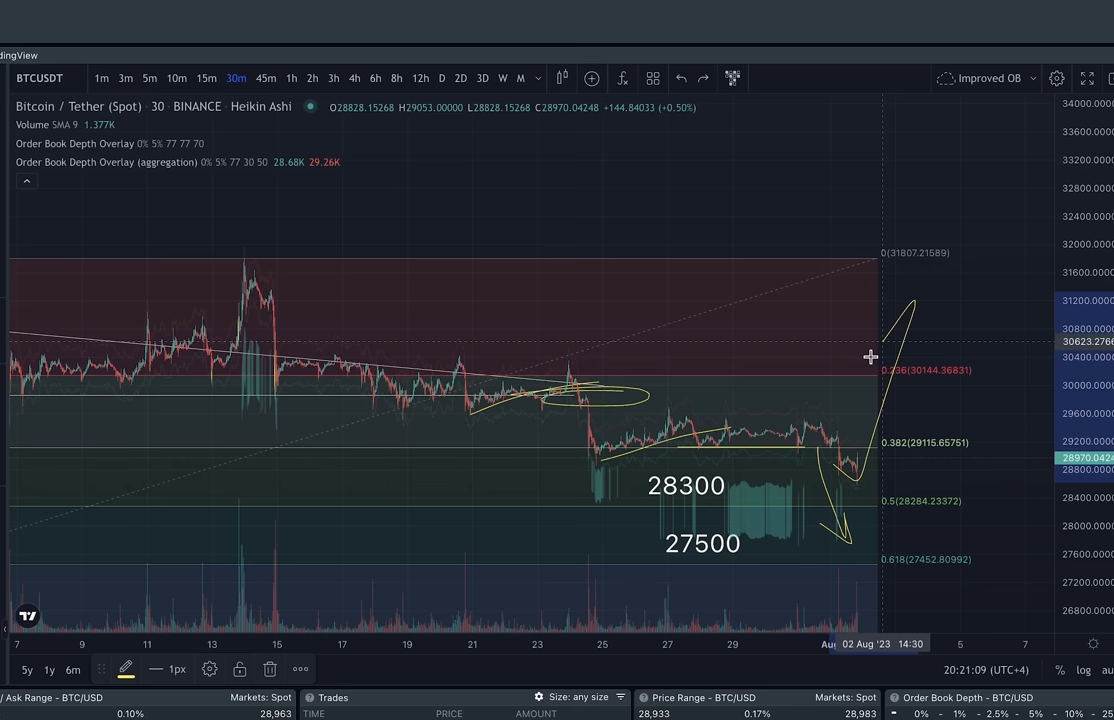 dingView
BTCUSDT 1m 3m 5m 10m 15m 30m 45m 1h 2h 3h 4h 6h 8h 12h D 2D 3D W M Improved OB
Bitcoin / Tether (Spot) · 30 · BINANCE · Heikin Ashi O28828.15268 H29053.00000 L28828.15268 C28970.04248 +144.84033 (+0.50%)
Volume SMA 9 1.377K
Order Book Depth Overlay 0% 5% 77 77 70
Order Book Depth Overlay (aggregation) 0% 5% 77 30 50 28.68K 29.26K
34000.0000
33600.0000
33200.0000
32800.0000
32400.0000
32000.0000
0(31807.21589)
31600.0000
31200.0000
30800.0000
30623.2766
30400.0000
0.236(30144.36831)
30000.0000
29600.0000
0.382(29115.65751)
29200.0000
28970.0424
28800.0000
28300
0.5(28284.23372)
28400.0000
28000.0000
27500
27600.0000
0.618(27452.80992)
27200.0000
26800.0000
7 9 11 13 15 17 19 21 23 25 27 29 Aug 02 Aug '23 14:30 5 7
5y 1y 6m 1px 20:21:09 (UTC+4) % log au
/ Ask Range - BTC/USD Markets: Spot Trades Size: any size Price Range - BTC/USD Markets: Spot Order Book Depth - BTC/USD
0.10% 28,963 TIME PRICE AMOUNT 28,933 0.17% 28,983 0% - 1% - 2.5% - 5% - 10% - 25